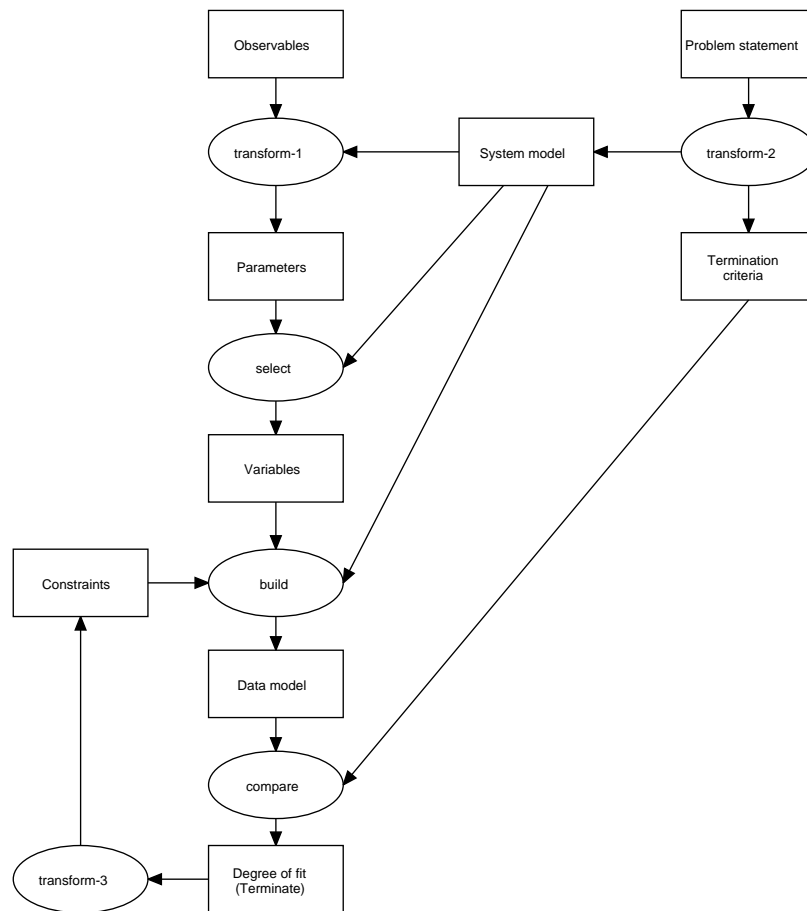 Observables
Problem statement
transform-1
System model
transform-2
Parameters
Termination
criteria
select
Variables
Constraints
build
Data model
compare
transform-3
Degree of fit
(Terminate)